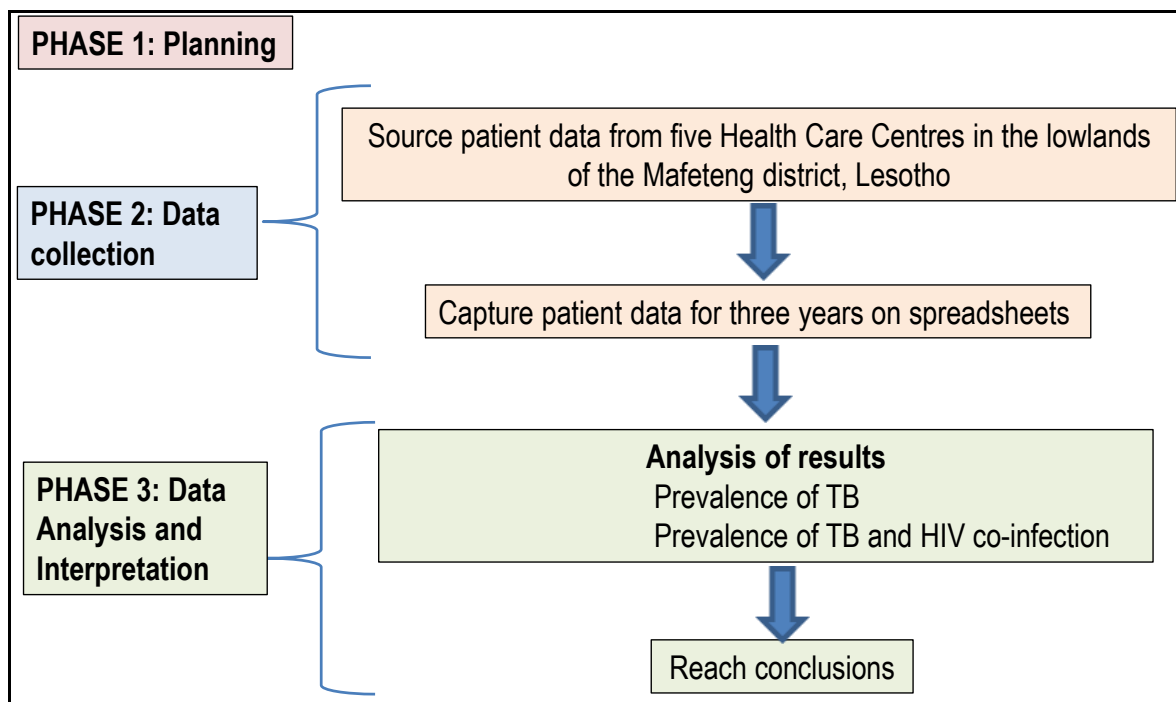 PHASE 1: Planning
Source patient data from five Health Care Centres in the lowlands
of the Mafeteng district, Lesotho
PHASE 2: Data
collection
Capture patient data for three years on spreadsheets
Analysis of results
Prevalence of TB
Prevalence of TB and HIV co-infection
PHASE 3: Data
Analysis and
Interpretation
Reach conclusions